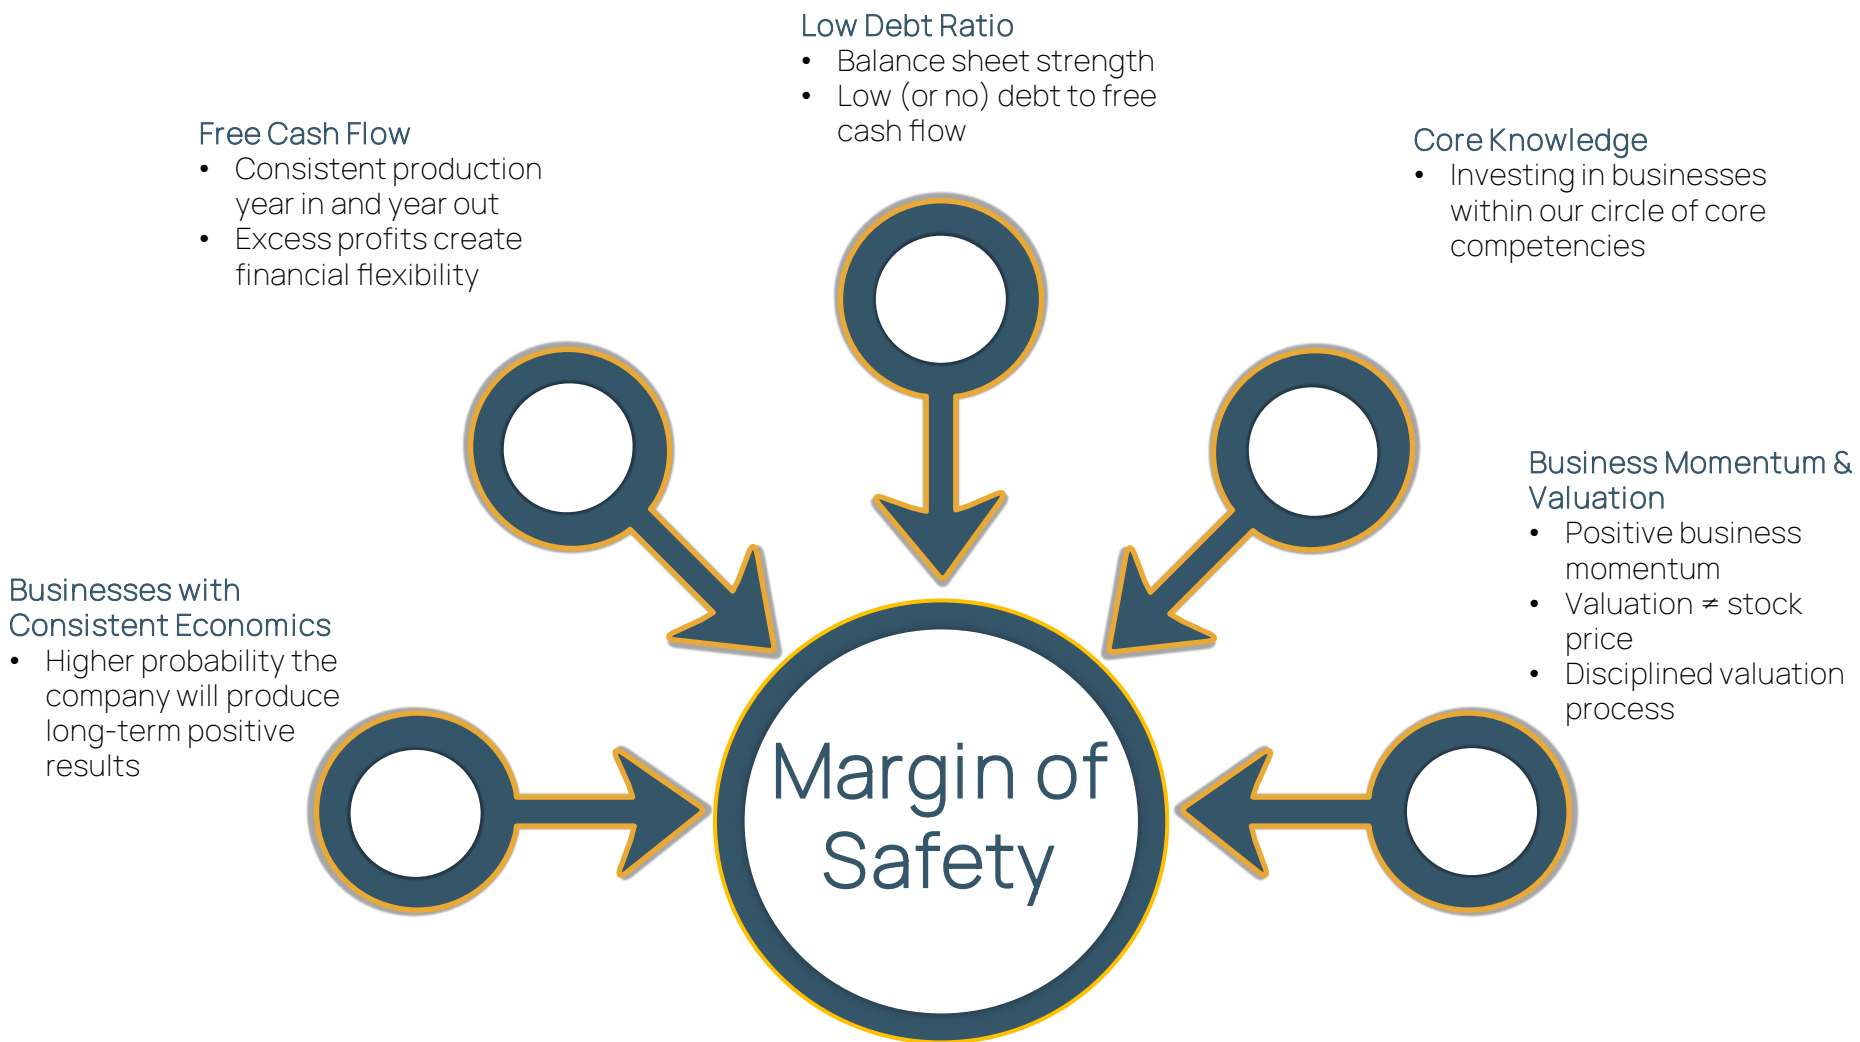 Low Debt Ratio
• Balance sheet strength
• Low (or no) debt to free
cash flow
Free Cash Flow
• Consistent production
year in and year out
• Excess profits create
financial flexibility
Core Knowledge
• Investing in businesses
within our circle of core
competencies
Business Momentum &
Valuation
• Positive business
momentum
• Valuation ≠ stock
price
• Disciplined valuation
process
Businesses with
Consistent Economics
• Higher probability the
company will produce
long-term positive
results
Margin of
Safety